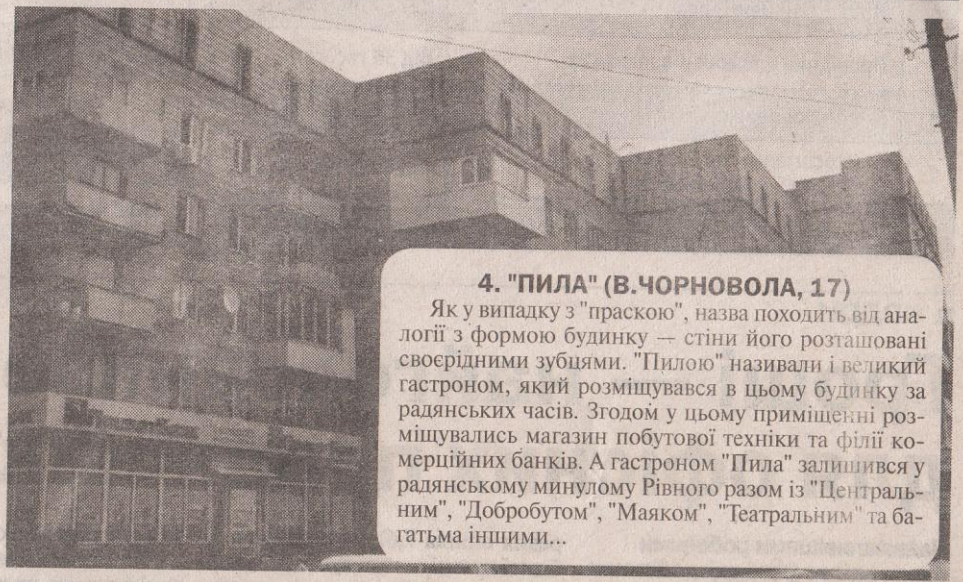 4. "ПИЛА" (В.ЧОРНОВОЛА, 17)
Як у випадку з "праскою", назва походить від ана-
логії з формою будинку — стіни його розташовані
своєрідними зубцями. "Пилою" називали і великий
гастроном, який розміщувався в цьому будинку за
радянських часів. Згодом у цьому приміщенні роз-
міщувались магазин побутової техніки та філії ко-
мерційних банків. А гастроном "Пила" залишився у
радянському минулому Рівного разом із "Централь-
ним", "Добробутом", "Маяком", "Театральним" та ба-
гатьма іншими...